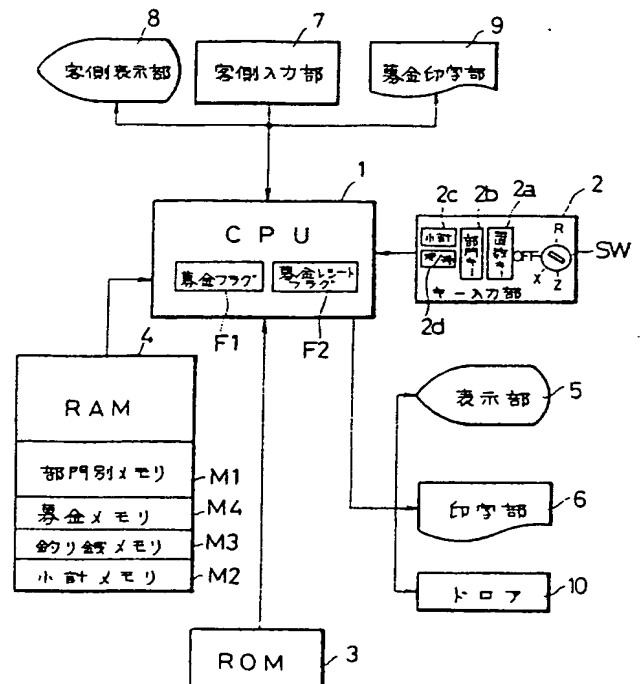 8
7
9
客側表示部
客側入力部
募金印字部
1
CPU
募金フラグ
募金レシート
フラグ
F1
F2
2c
2b
2a
2
小計
部門キー
置数キー
R
OFF
X
Z
SW
キー入力部
2d
4
RAM
部門別メモリ
M1
募金メモリ
M4
釣り銭メモリ
M3
小計メモリ
M2
表示部
5
印字部
6
ドロア
10
ROM
3